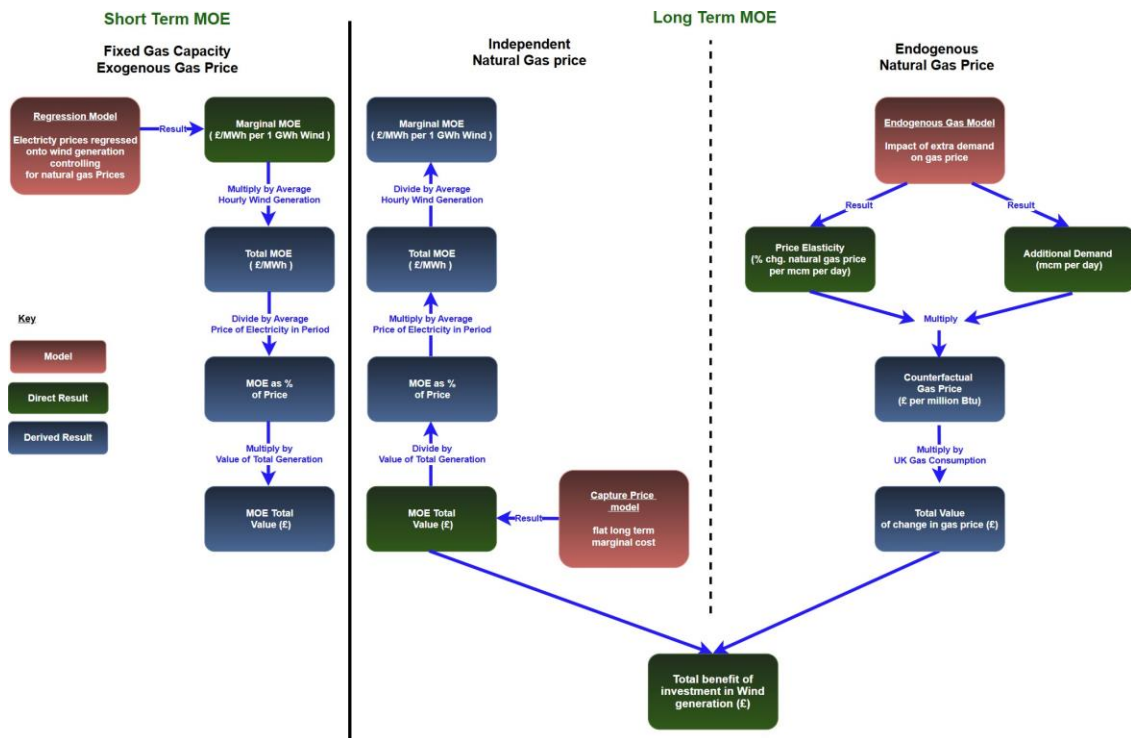 Short Term MOE
Fixed Gas Capacity
Exogenous Gas Price
Regression Model
Electricty prices regressed
onto wind generation
controlling
for natural gas Prices
Result
Marginal MOE
( £/MWh per 1 GWh Wind )
Multiply by Average
Hourly Wind Generation
Total MOE
( £/MWh )
Divide by Average
Price of Electricity in Period
MOE as %
of Price
Multiply by
Value of Total Generation
MOE Total
Value (£)
Key
Model
Direct Result
Derived Result
Long Term MOE
Independent
Natural Gas price
Marginal MOE
( £/MWh per 1 GWh Wind )
Divide by Average
Hourly Wind Generation
Total MOE
( £/MWh )
Multiply by Average
Price of Electricity in Period
MOE as %
of Price
Divide by
Value of Total Generation
MOE Total
Value (£)
Result
Capture Price
model
flat long term
marginal cost
Endogenous
Natural Gas Price
Endogenous Gas Model
Impact of extra demand
on gas price
Result
Result
Price Elasticity
(% chg. natural gas price
per mcm per day)
Additional Demand
(mcm per day)
Multiply
Counterfactual
Gas Price
(£ per million Btu)
Multiply by
UK Gas Consumption
Total Value
of change in gas price (£)
Total benefit of
investment in Wind
generation (£)